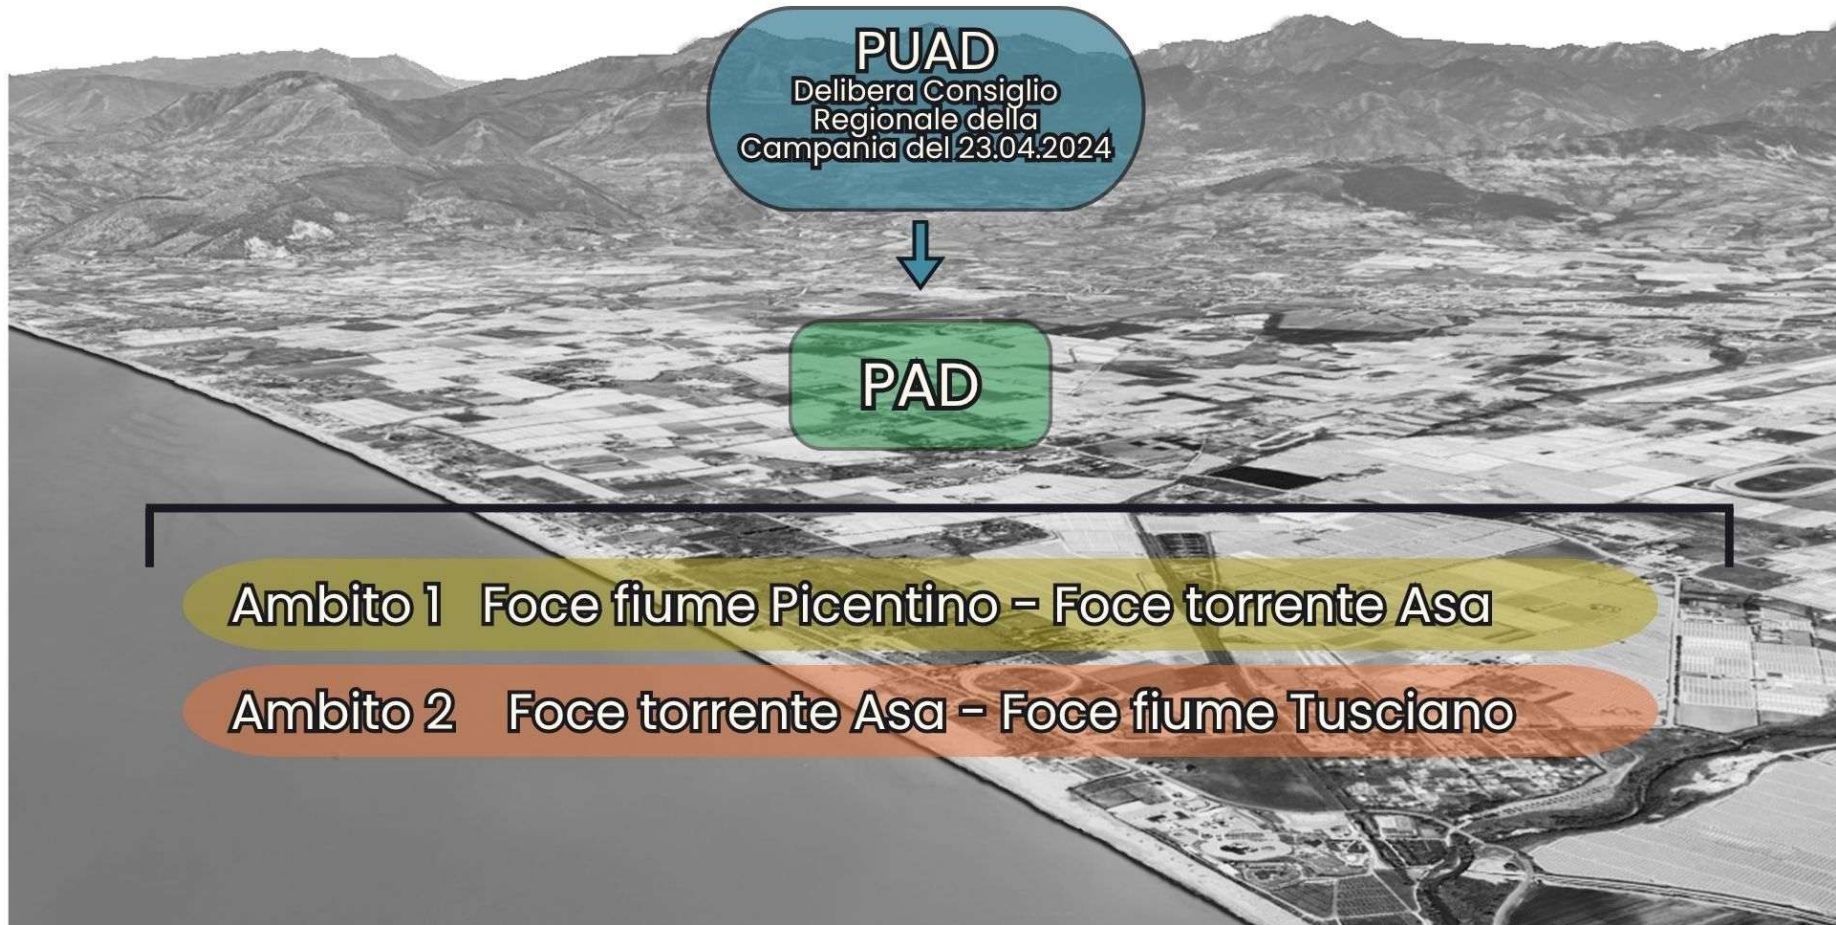 PUAD
Delibera Consiglio
Regionale della
Campania del 23.04.2024
PAD
Ambito 1 Foce fiume Picentino - Foce torrente Asa
Ambito 2 Foce torrente Asa - Foce fiume Tusciano